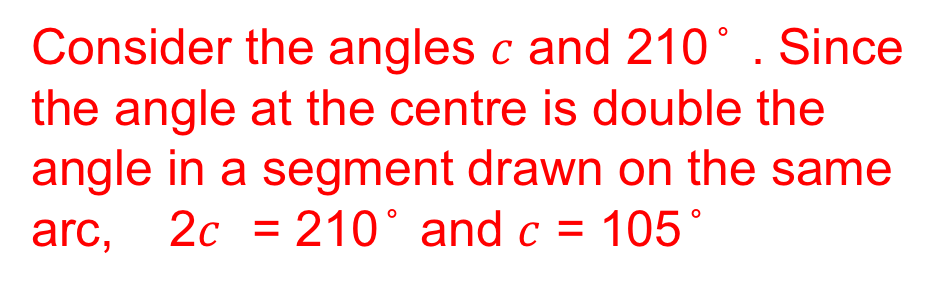 Consider the angles c and 210˚ . Since
the angle at the centre is double the
angle in a segment drawn on the same
arc, 2c = 210˚ and c = 105˚